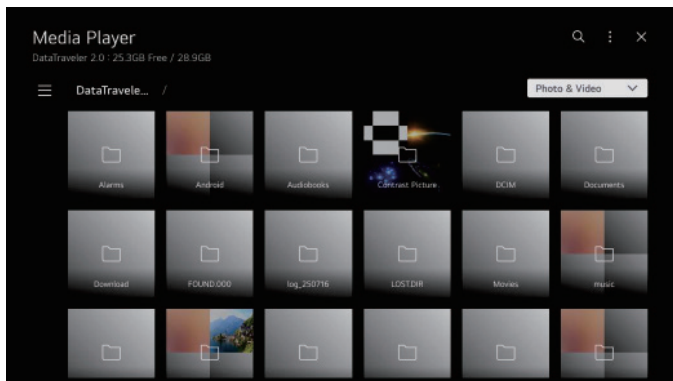 Media Player
DataTraveler 2.0 : 25.3GB Free / 28.9GB
DataTravele... /
Photo & Video
Alarms
Android
Audiobooks
Contrast Picture.
DCIM
Documents
Download
FOUND.000
log_250716
LOST.DIR
Movies
music